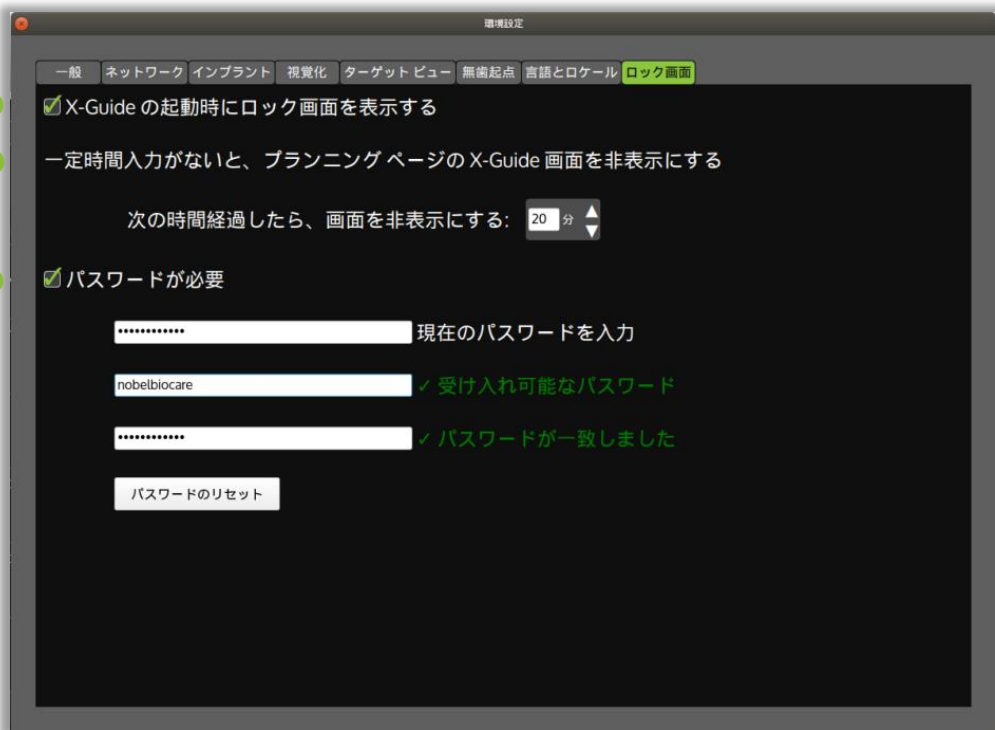 環境設定
一般 ネットワーク インプラント 視覚化 ターゲット ビュー 無歯起点 言語とロケール ロック画面
X-Guide の起動時にロック画面を表示する
一定時間入力がないと、プランニング ページの X-Guide 画面を非表示にする
次の時間経過したら、画面を非表示にする: 20 分
パスワードが必要
•••••••••••• 現在のパスワードを入力
nobelbiocare ✓ 受け入れ可能なパスワード
•••••••••••• ✓ パスワードが一致しました
パスワードのリセット